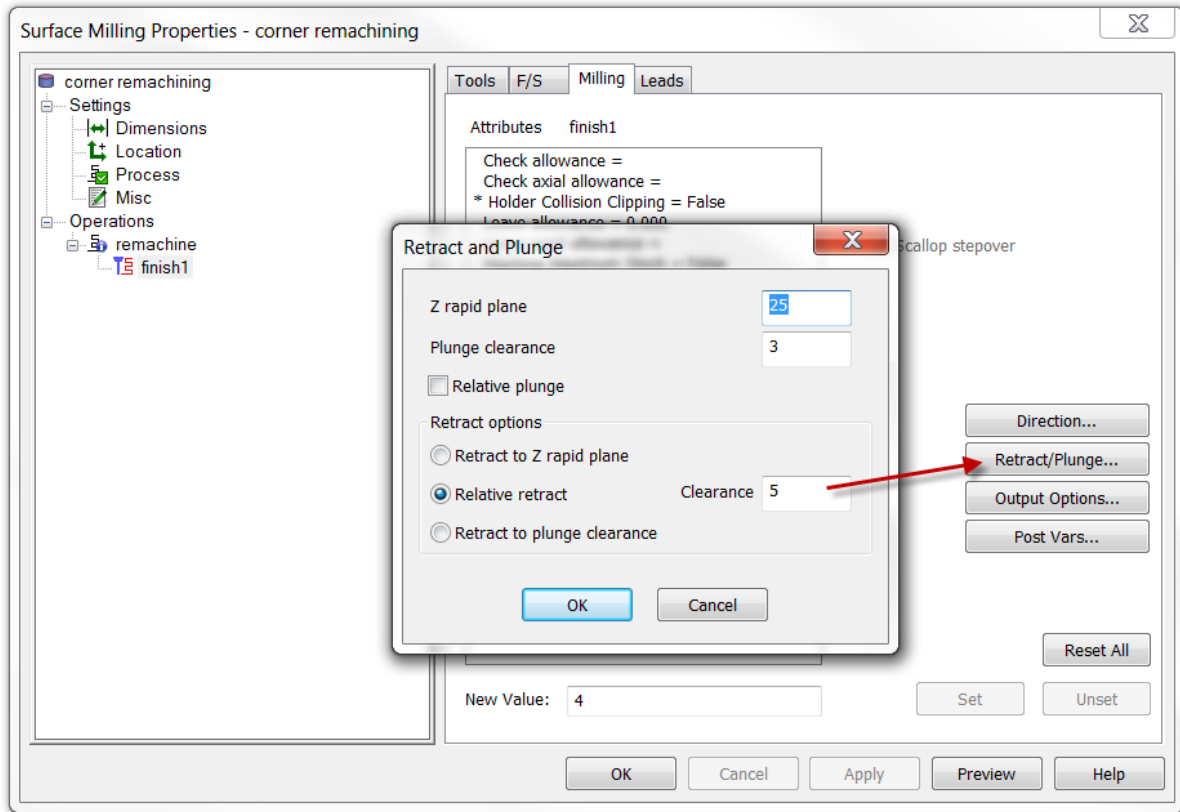 Surface Milling Properties - corner remachining
corner remachining
Settings
Dimensions
Location
Process
Misc
Operations
remachine
finish1
Tools F/S Milling Leads
Attributes finish1
Check allowance =
Check axial allowance =
* Holder Collision Clipping = False
Leave allowance = 0.000
Scallop stepover
Retract and Plunge
Z rapid plane 25
Plunge clearance 3
Relative plunge
Retract options
Retract to Z rapid plane
Relative retract Clearance 5
Retract to plunge clearance
OK Cancel
Direction...
Retract/Plunge...
Output Options...
Post Vars...
Reset All
New Value: 4 Set Unset
OK Cancel Apply Preview Help